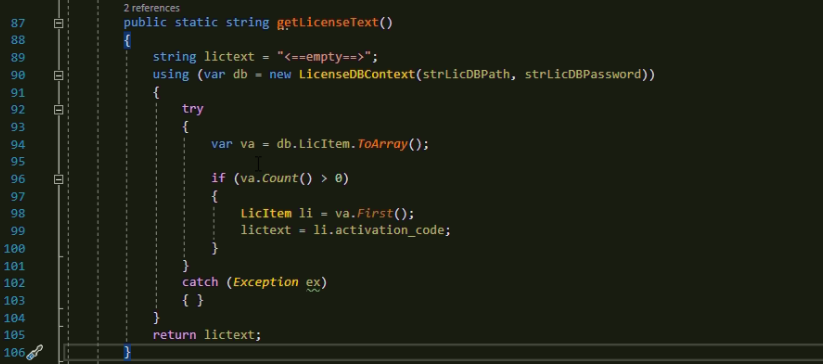 2 references
87 public static string getLicenseText()
88 {
89 string lictext = "<==empty==>";
90 using (var db = new LicenseDBContext(strLicDBPath, strLicDBPassword))
91 {
92 try
93 {
94 var va = db.LicItem.ToArray();
95
96 if (va.Count() > 0)
97 {
98 LicItem li = va.First();
99 lictext = li.activation_code;
100 }
101 }
102 catch (Exception ex)
103 { }
104 }
105 return lictext;
106 }